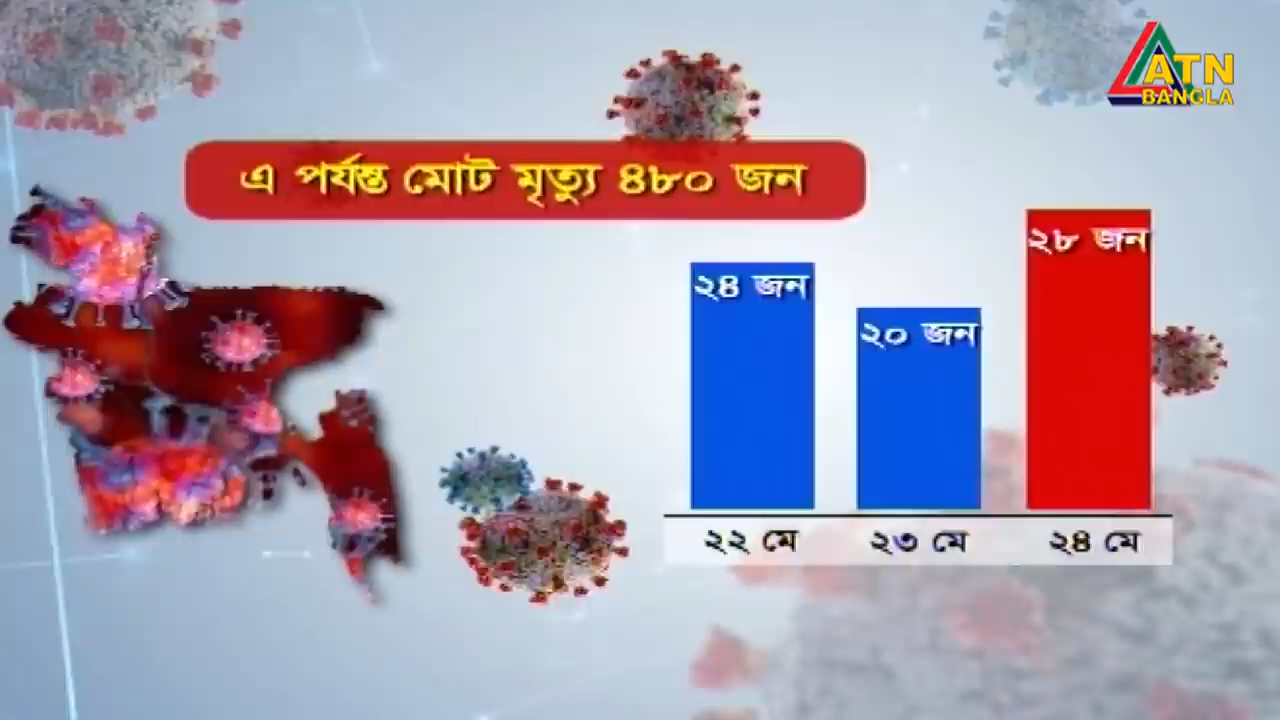 ATN
BANGLA
এ পর্যন্ত মোট মৃত্যু ৪৮০ জন
২৪ জন
২০ জন
২৮ জন
২২ মে
২৩ মে
২৪ মে